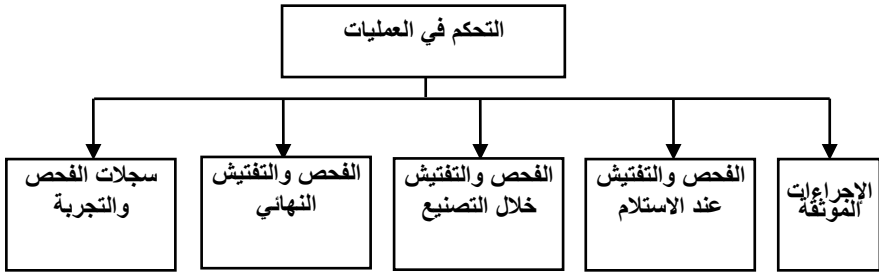 التحكم في العمليات
الإجراءات
الموثقة
الفحص والتفتيش
عند الاستلام
الفحص والتفتيش
خلال التصنيع
الفحص والتفتيش
النهائي
سجلات الفحص
والتجربة